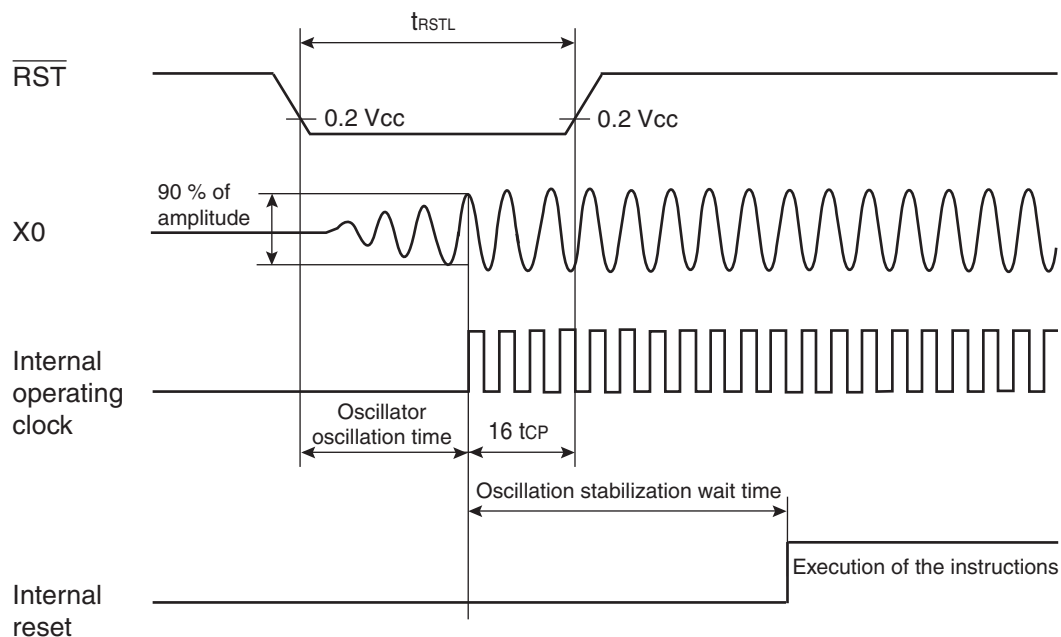 tRSTL
RST
0.2 Vcc
0.2 Vcc
90 % of
amplitude
X0
Internal
operating
clock
Oscillator
oscillation time
16 tCP
Oscillation stabilization wait time
Execution of the instructions
Internal
reset